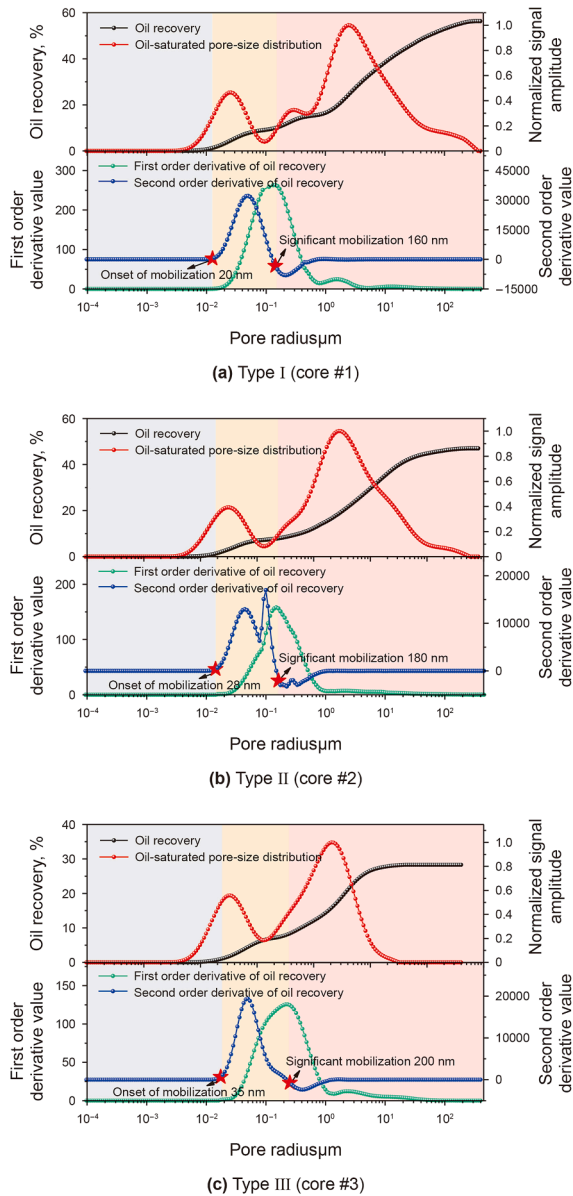 60
40
20
0
Oil recovery, %
Oil recovery
Oil-saturated pore-size distribution
1.0
0.8
0.6
0.4
0.2
0
Normalized signal
amplitude
300
200
100
0
First order
derivative value
First order derivative of oil recovery
Second order derivative of oil recovery
Significant mobilization 160 nm
Onset of mobilization 20 nm
45000
30000
15000
0
−15000
Second order
derivative value
10⁻⁴ 10⁻³ 10⁻² 10⁻¹ 10⁰ 10¹ 10²
Pore radiusμm
(a) Type I (core #1)
60
40
20
0
Oil recovery, %
Oil recovery
Oil-saturated pore-size distribution
1.0
0.8
0.6
0.4
0.2
0
Normalized signal
amplitude
200
150
100
50
0
First order
derivative value
First order derivative of oil recovery
Second order derivative of oil recovery
Significant mobilization 180 nm
Onset of mobilization 28 nm
20000
10000
0
Second order
derivative value
10⁻⁴ 10⁻³ 10⁻² 10⁻¹ 10⁰ 10¹ 10²
Pore radiusμm
(b) Type II (core #2)
40
30
20
10
0
Oil recovery, %
Oil recovery
Oil-saturated pore-size distribution
1.0
0.8
0.6
0.4
0.2
0
Normalized signal
amplitude
150
125
75
50
25
0
First order
derivative value
First order derivative of oil recovery
Second order derivative of oil recovery
Significant mobilization 200 nm
Onset of mobilization 35 nm
20000
10000
0
Second order
derivative value
10⁻⁴ 10⁻³ 10⁻² 10⁻¹ 10⁰ 10¹ 10²
Pore radiusμm
(c) Type III (core #3)